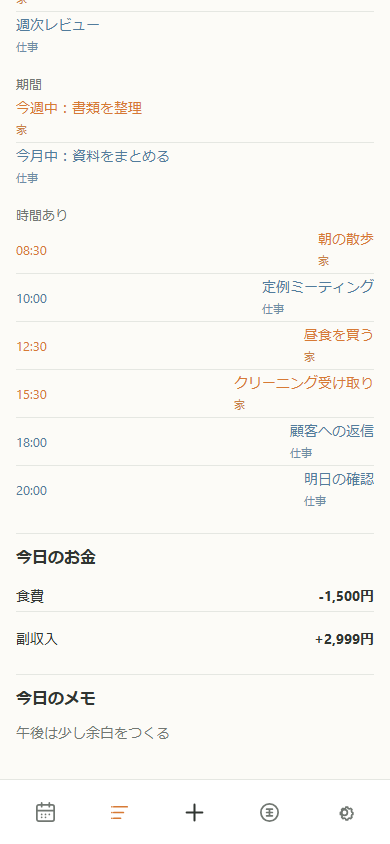 週次レビュー
仕事
期間
今週中：書類を整理
家
今月中：資料をまとめる
仕事
時間あり
08:30 朝の散歩
家
10:00 定例ミーティング
仕事
12:30 昼食を買う
家
15:30 クリーニング受け取り
家
18:00 顧客への返信
仕事
20:00 明日の確認
仕事
今日のお金
食費 -1,500円
副収入 +2,999円
今日のメモ
午後は少し余白をつくる